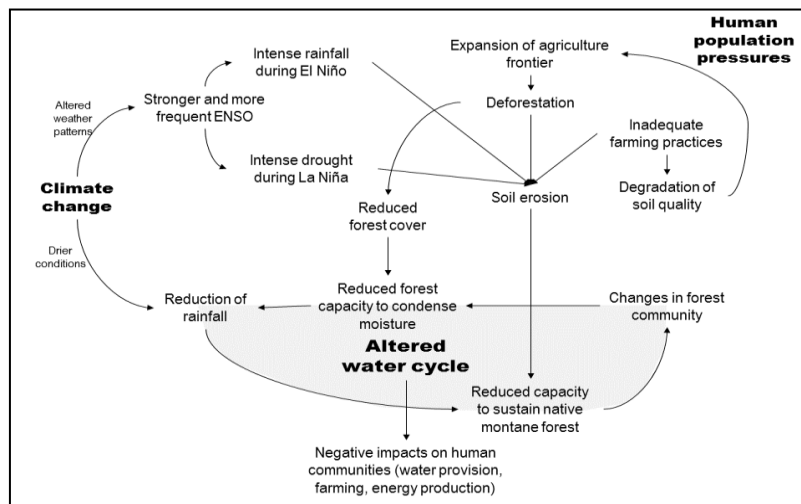 Human
population
pressures
Intense rainfall
during El Niño
Expansion of agriculture
frontier
Altered
weather
patterns
Stronger and more
frequent ENSO
Deforestation
Inadequate
farming practices
Intense drought
during La Niña
Climate
change
Degradation of
soil quality
Reduced
forest cover
Soil erosion
Drier
conditions
Reduction of
rainfall
Reduced forest
capacity to condense
moisture
Changes in forest
community
Altered
water cycle
Reduced capacity
to sustain native
montane forest
Negative impacts on human
communities (water provision,
farming, energy production)